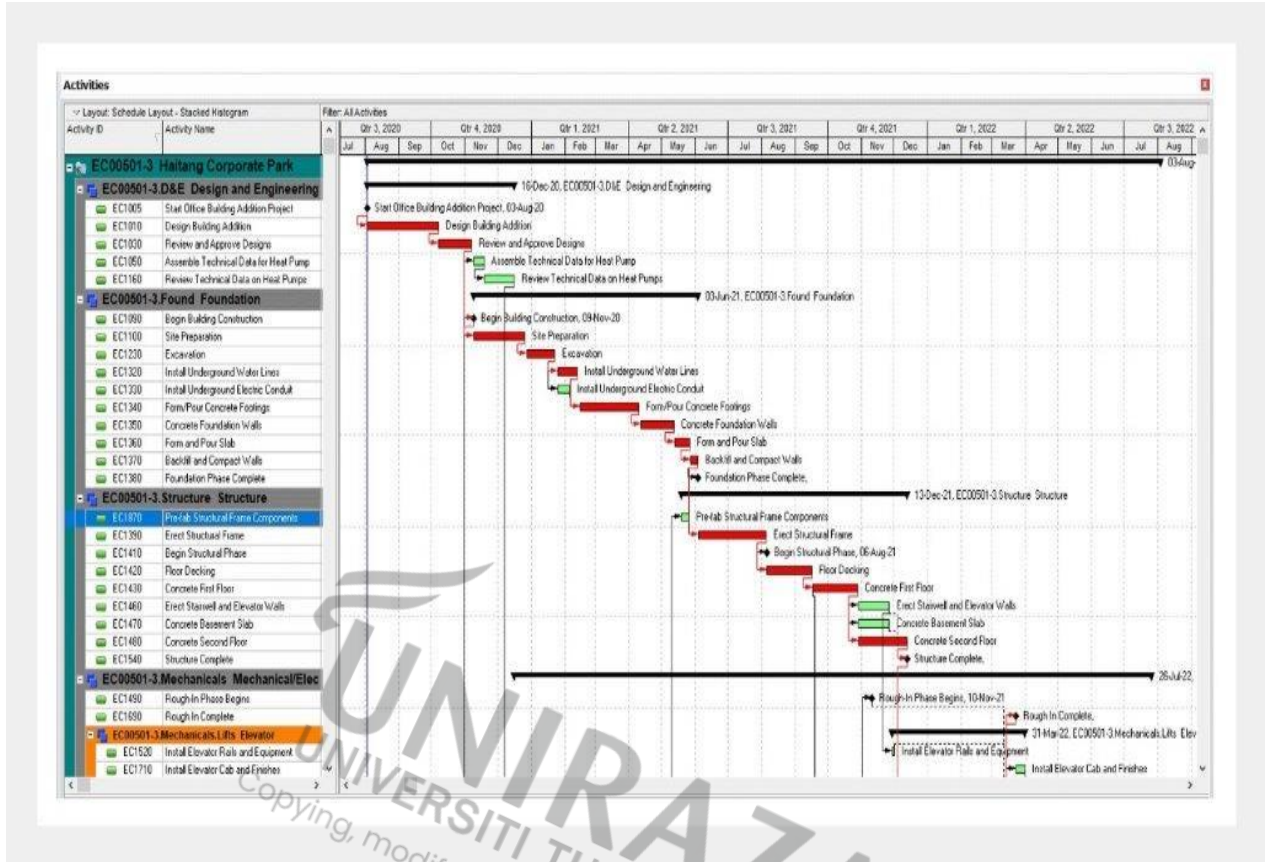 Activities
Layout: Schedule Layout - Stacked Histogram Filter: All Activities
Activity ID Activity Name Qtr 3, 2020 Qtr 4, 2020 Qtr 1, 2021 Qtr 2, 2021 Qtr 3, 2021 Qtr 4, 2021 Qtr 1, 2022 Qtr 2, 2022 Qtr 3, 2022
Jul Aug Sep Oct Nov Dec Jan Feb Mar Apr May Jun Jul Aug Sep Oct Nov Dec Jan Feb Mar Apr May Jun Jul Aug
EC00501-3 Haitang Corporate Park 03-Aug-
EC00501-3.D&E Design and Engineering 16-Dec-20, EC00501-3.D&E Design and Engineering
EC1005 Start Office Building Addition Project Start Office Building Addition Project, 03-Aug-20
EC1010 Design Building Addition Design Building Addition
EC1030 Review and Approve Designs Review and Approve Designs
EC1050 Assemble Technical Data for Heat Pump Assemble Technical Data for Heat Pump
EC1160 Review Technical Data on Heat Pumps Review Technical Data on Heat Pumps
EC00501-3.Found Foundation 03-Jun-21, EC00501-3.Found Foundation
EC1090 Begin Building Construction Begin Building Construction, 09-Nov-20
EC1100 Site Preparation Site Preparation
EC1230 Excavation Excavation
EC1320 Install Underground Water Lines Install Underground Water Lines
EC1330 Install Underground Electric Conduit Install Underground Electric Conduit
EC1340 Form/Pour Concrete Footings Form/Pour Concrete Footings
EC1350 Concrete Foundation Walls Concrete Foundation Walls
EC1360 Form and Pour Slab Form and Pour Slab
EC1370 Backfill and Compact Walls Backfill and Compact Walls
EC1380 Foundation Phase Complete Foundation Phase Complete,
EC00501-3.Structure Structure 13-Dec-21, EC00501-3.Structure Structure
EC1870 Pre-fab Structural Frame Components Pre-fab Structural Frame Components
EC1390 Erect Structural Frame Erect Structural Frame
EC1410 Begin Structural Phase Begin Structural Phase, 06-Aug-21
EC1420 Floor Decking Floor Decking
EC1430 Concrete First Floor Concrete First Floor
EC1460 Erect Stairwell and Elevator Walls Erect Stairwell and Elevator Walls
EC1470 Concrete Basement Slab Concrete Basement Slab
EC1480 Concrete Second Floor Concrete Second Floor
EC1540 Structure Complete Structure Complete,
EC00501-3.Mechanicals Mechanical/Elec 26-Jul-22,
EC1490 Rough-In Phase Begins Rough-In Phase Begins, 10-Nov-21
EC1690 Rough In Complete Rough In Complete,
EC00501-3.Mechanicals.Lifts Elevator 31-Mar-22, EC00501-3.Mechanicals.Lifts Elev
EC1520 Install Elevator Rails and Equipment Install Elevator Rails and Equipment
EC1710 Install Elevator Cab and Finishes Install Elevator Cab and Finishes
UNIRAZA
UNIVERSITI
Copying,